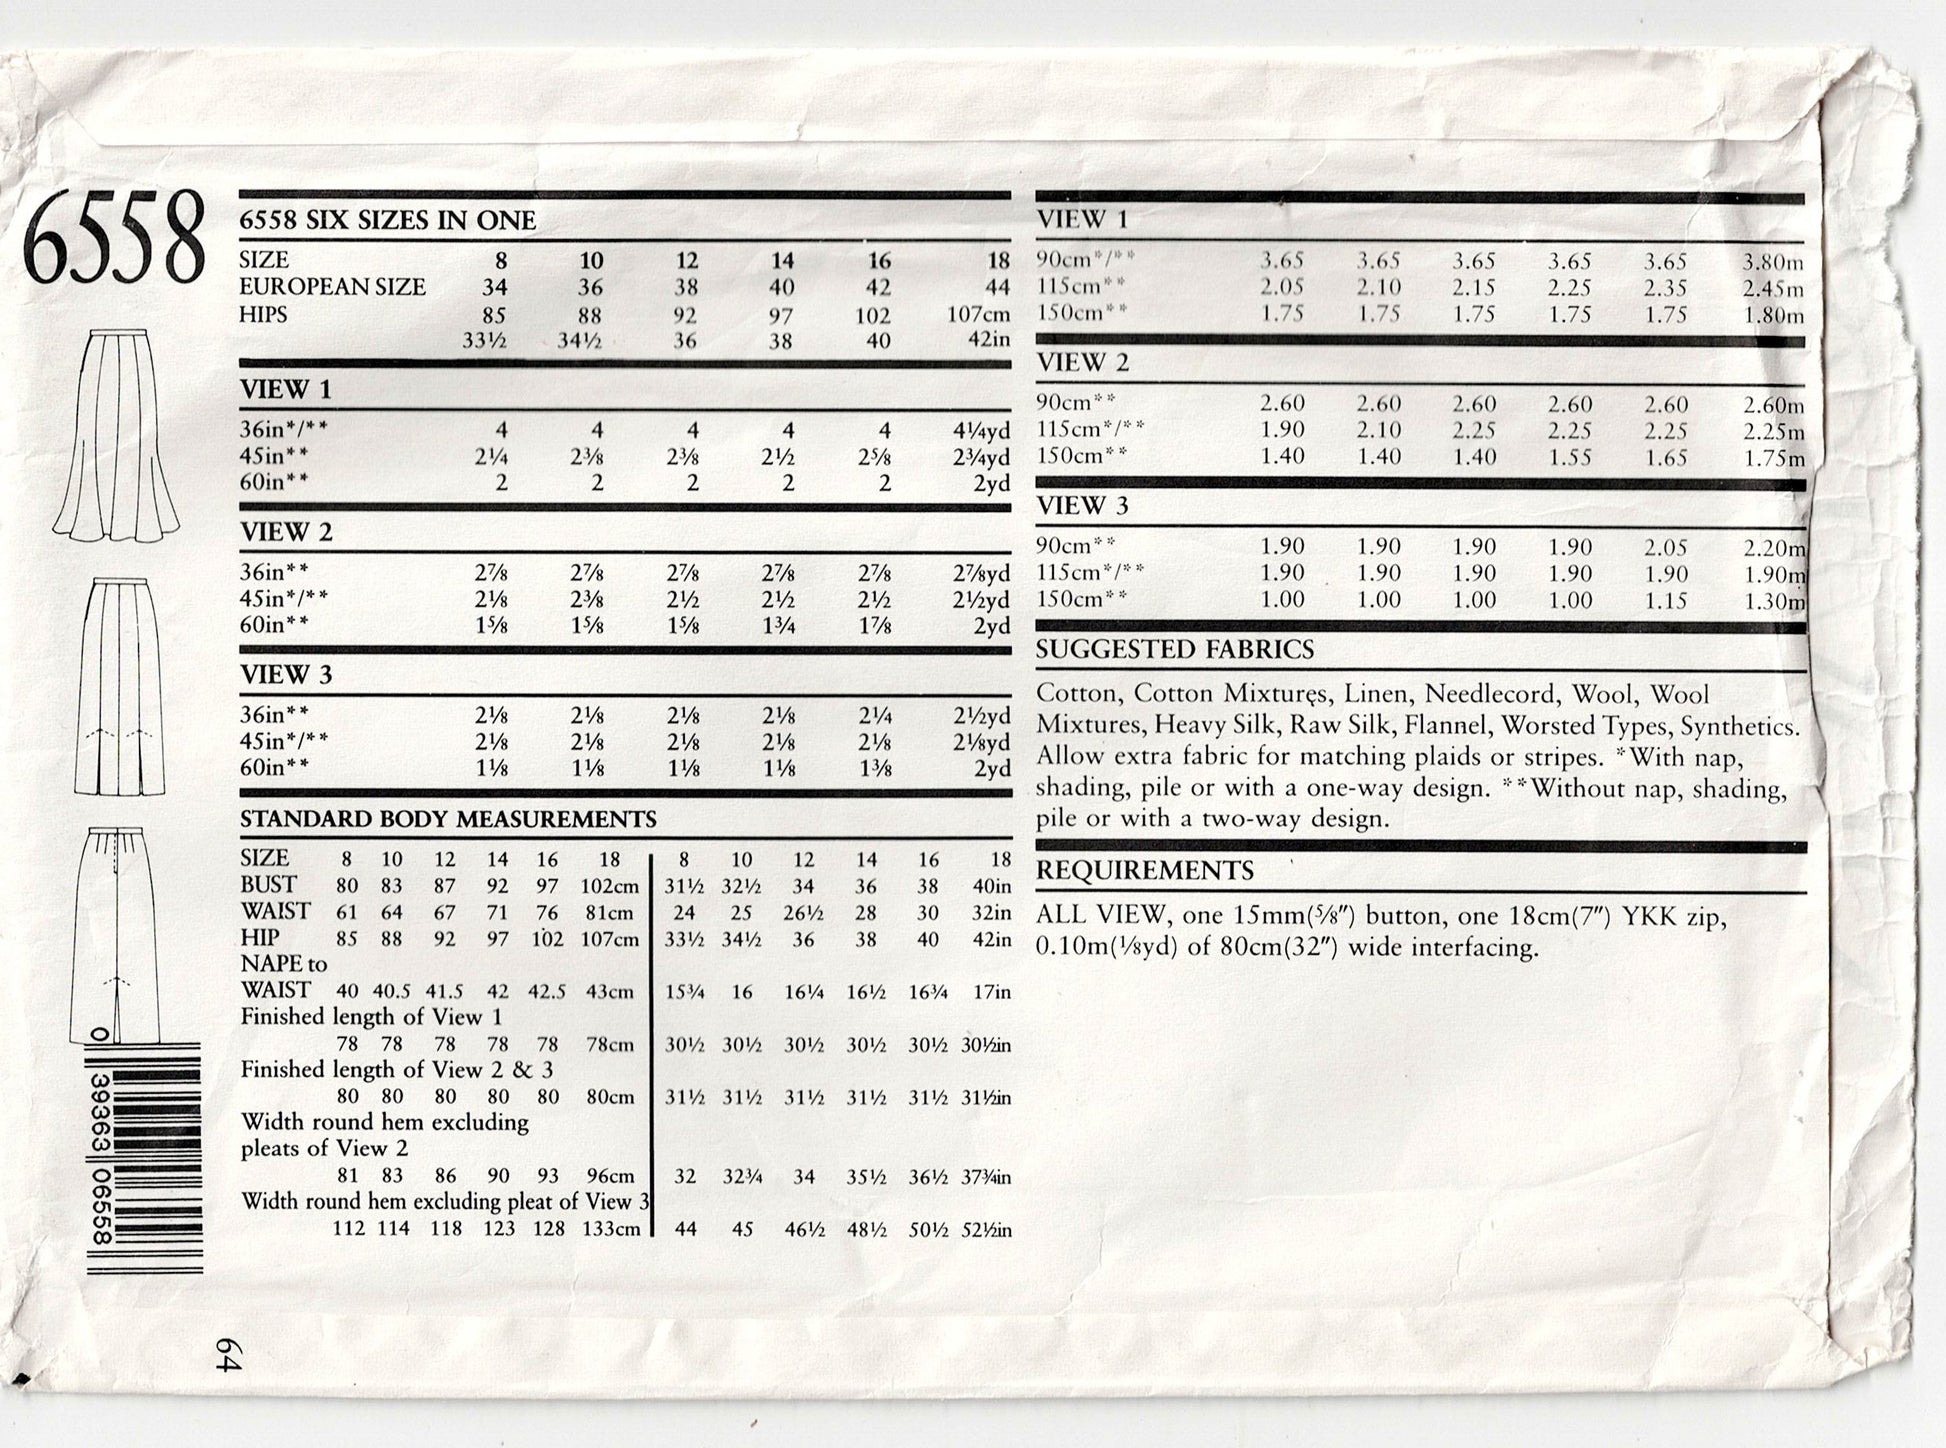 6558
6558 SIX SIZES IN ONE
SIZE 8 10 12 14 16 18
EUROPEAN SIZE 34 36 38 40 42 44
HIPS 85 88 92 97 102 107cm
33½ 34½ 36 38 40 42in
VIEW 1
36in*/** 4 4 4 4 4 4¼yd
45in** 2¼ 2⅜ 2⅜ 2½ 2⅝ 2¾yd
60in** 2 2 2 2 2 2yd
VIEW 2
36in** 2⅞ 2⅞ 2⅞ 2⅞ 2⅞ 2⅞yd
45in*/** 2⅛ 2⅜ 2½ 2½ 2½ 2½yd
60in** 1⅝ 1⅝ 1⅝ 1¾ 1⅞ 2yd
VIEW 3
36in** 2⅛ 2⅛ 2⅛ 2⅛ 2¼ 2½yd
45in*/** 2⅛ 2⅛ 2⅛ 2⅛ 2⅛ 2⅛yd
60in** 1⅛ 1⅛ 1⅛ 1⅛ 1⅜ 2yd
STANDARD BODY MEASUREMENTS
SIZE 8 10 12 14 16 18 8 10 12 14 16 18
BUST 80 83 87 92 97 102cm 31½ 32½ 34 36 38 40in
WAIST 61 64 67 71 76 81cm 24 25 26½ 28 30 32in
HIP 85 88 92 97 102 107cm 33½ 34½ 36 38 40 42in
NAPE to
WAIST 40 40.5 41.5 42 42.5 43cm 15¾ 16 16¼ 16½ 16¾ 17in
Finished length of View 1
78 78 78 78 78 78cm 30½ 30½ 30½ 30½ 30½ 30½in
Finished length of View 2 & 3
80 80 80 80 80 80cm 31½ 31½ 31½ 31½ 31½ 31½in
Width round hem excluding
pleats of View 2
81 83 86 90 93 96cm 32 32¾ 34 35½ 36½ 37¾in
Width round hem excluding pleat of View 3
112 114 118 123 128 133cm 44 45 46½ 48½ 50½ 52½in
VIEW 1
90cm*/** 3.65 3.65 3.65 3.65 3.65 3.80m
115cm** 2.05 2.10 2.15 2.25 2.35 2.45m
150cm** 1.75 1.75 1.75 1.75 1.75 1.80m
VIEW 2
90cm** 2.60 2.60 2.60 2.60 2.60 2.60m
115cm*/** 1.90 2.10 2.25 2.25 2.25 2.25m
150cm** 1.40 1.40 1.40 1.55 1.65 1.75m
VIEW 3
90cm** 1.90 1.90 1.90 1.90 2.05 2.20m
115cm*/** 1.90 1.90 1.90 1.90 1.90 1.90m
150cm** 1.00 1.00 1.00 1.00 1.15 1.30m
SUGGESTED FABRICS
Cotton, Cotton Mixtures, Linen, Needlecord, Wool, Wool
Mixtures, Heavy Silk, Raw Silk, Flannel, Worsted Types, Synthetics.
Allow extra fabric for matching plaids or stripes. *With nap,
shading, pile or with a one-way design. **Without nap, shading,
pile or with a two-way design.
REQUIREMENTS
ALL VIEW, one 15mm(⅝") button, one 18cm(7") YKK zip,
0.10m(⅛yd) of 80cm(32") wide interfacing.
0 39363 06558
64